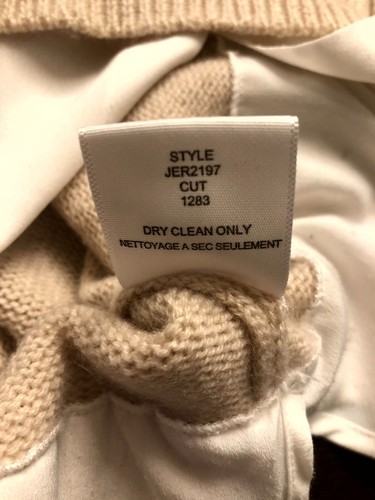 STYLE
JER2197
CUT
1283
DRY CLEAN ONLY
NETTOYAGE A SEC SEULEMENT